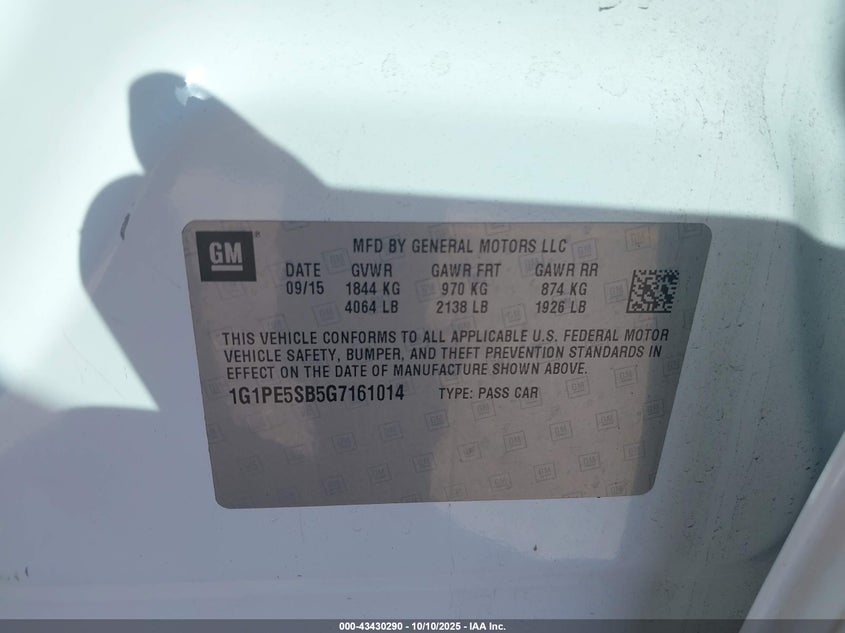 GM
MFD BY GENERAL MOTORS LLC
DATE GVWR GAWR FRT GAWR RR
09/15 1844 KG 970 KG 874 KG
4064 LB 2138 LB 1926 LB
THIS VEHICLE CONFORMS TO ALL APPLICABLE U.S. FEDERAL MOTOR
VEHICLE SAFETY, BUMPER, AND THEFT PREVENTION STANDARDS IN
EFFECT ON THE DATE OF MANUFACTURE SHOWN ABOVE.
1G1PE5SB5G7161014 TYPE: PASS CAR
000-43430290 - 10/10/2025 - IAA Inc.